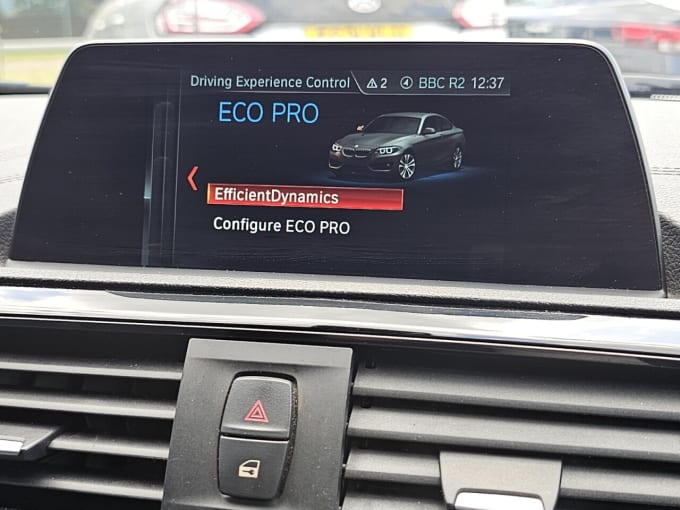 Driving Experience Control 2 BBC R2 12:37
ECO PRO
EfficientDynamics
Configure ECO PRO